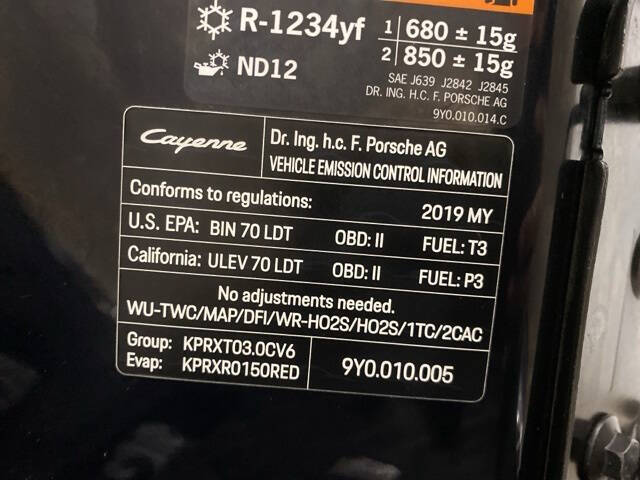 R-1234yf 1 680 ± 15g
2 850 ± 15g
ND12
SAE J639 J2842 J2845
DR. ING. H.C. F. PORSCHE AG
9Y0.010.014.C
Cayenne
Dr. Ing. h.c. F. Porsche AG
VEHICLE EMISSION CONTROL INFORMATION
Conforms to regulations: 2019 MY
U.S. EPA: BIN 70 LDT OBD: II FUEL: T3
California: ULEV 70 LDT OBD: II FUEL: P3
No adjustments needed.
WU-TWC/MAP/DFI/WR-HO2S/HO2S/1TC/2CAC
Group: KPRXT03.0CV6
Evap: KPRXR0150RED
9Y0.010.005